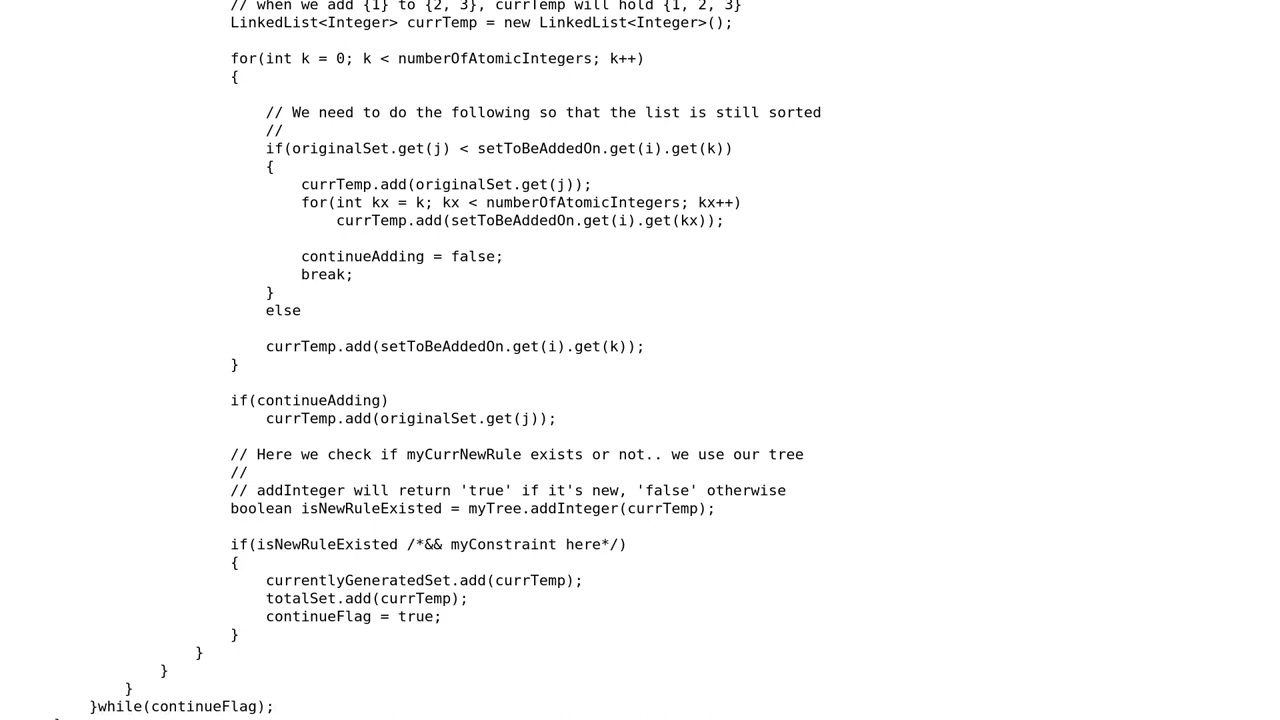 // when we add {1} to {2, 3}, currTemp will hold {1, 2, 3}
LinkedList<Integer> currTemp = new LinkedList<Integer>();
for(int k = 0; k < numberOfAtomicIntegers; k++)
{
// We need to do the following so that the list is still sorted
//
if(originalSet.get(j) < setToBeAddedOn.get(i).get(k))
{
currTemp.add(originalSet.get(j));
for(int kx = k; kx < numberOfAtomicIntegers; kx++)
currTemp.add(setToBeAddedOn.get(i).get(kx));
continueAdding = false;
break;
}
else
currTemp.add(setToBeAddedOn.get(i).get(k));
}
if(continueAdding)
currTemp.add(originalSet.get(j));
// Here we check if myCurrNewRule exists or not.. we use our tree
//
// addInteger will return 'true' if it's new, 'false' otherwise
boolean isNewRuleExisted = myTree.addInteger(currTemp);
if(isNewRuleExisted /*&& myConstraint here*/)
{
currentlyGeneratedSet.add(currTemp);
totalSet.add(currTemp);
continueFlag = true;
}
}
}
}
}while(continueFlag);